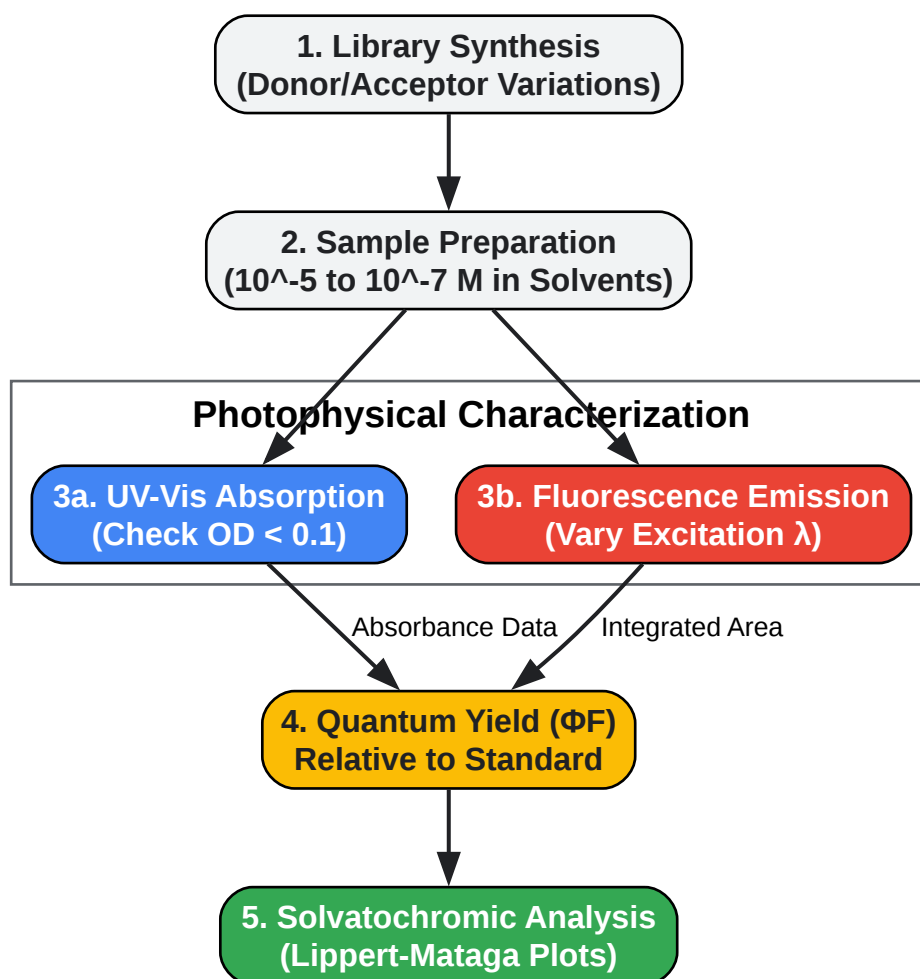 1. Library Synthesis
(Donor/Acceptor Variations)
2. Sample Preparation
(10^-5 to 10^-7 M in Solvents)
Photophysical Characterization
3a. UV-Vis Absorption
(Check OD < 0.1)
3b. Fluorescence Emission
(Vary Excitation λ)
Absorbance Data
Integrated Area
4. Quantum Yield (ΦF)
Relative to Standard
5. Solvatochromic Analysis
(Lippert-Mataga Plots)